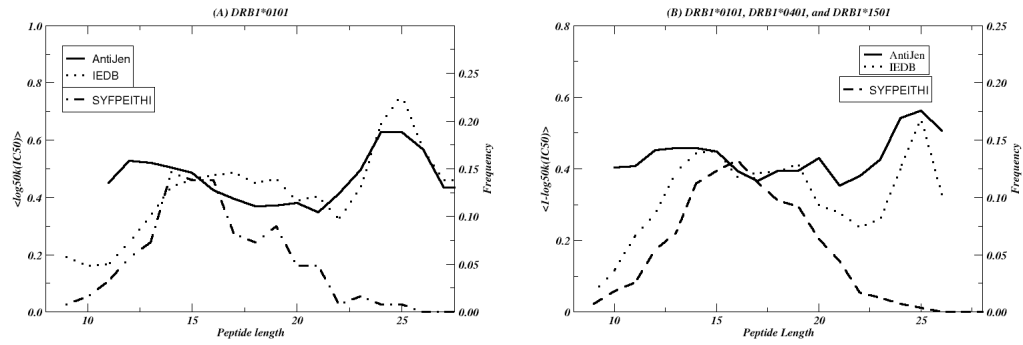 (A) DRB1*0101
1.0
0.8
0.6
0.4
0.2
0.0
<log50k(IC50)>
AntiJen
IEDB
SYFPEITHI
0.25
0.20
0.15
0.10
0.05
0.00
Frequency
10
15
20
25
Peptide length
(B) DRB1*0101, DRB1*0401, and DRB1*1501
0.8
0.6
0.4
0.2
0
<1-log50k(IC50)>
AntiJen
IEDB
SYFPEITHI
0.25
0.20
0.15
0.10
0.05
0.00
Frequency
10
15
20
25
Peptide Length